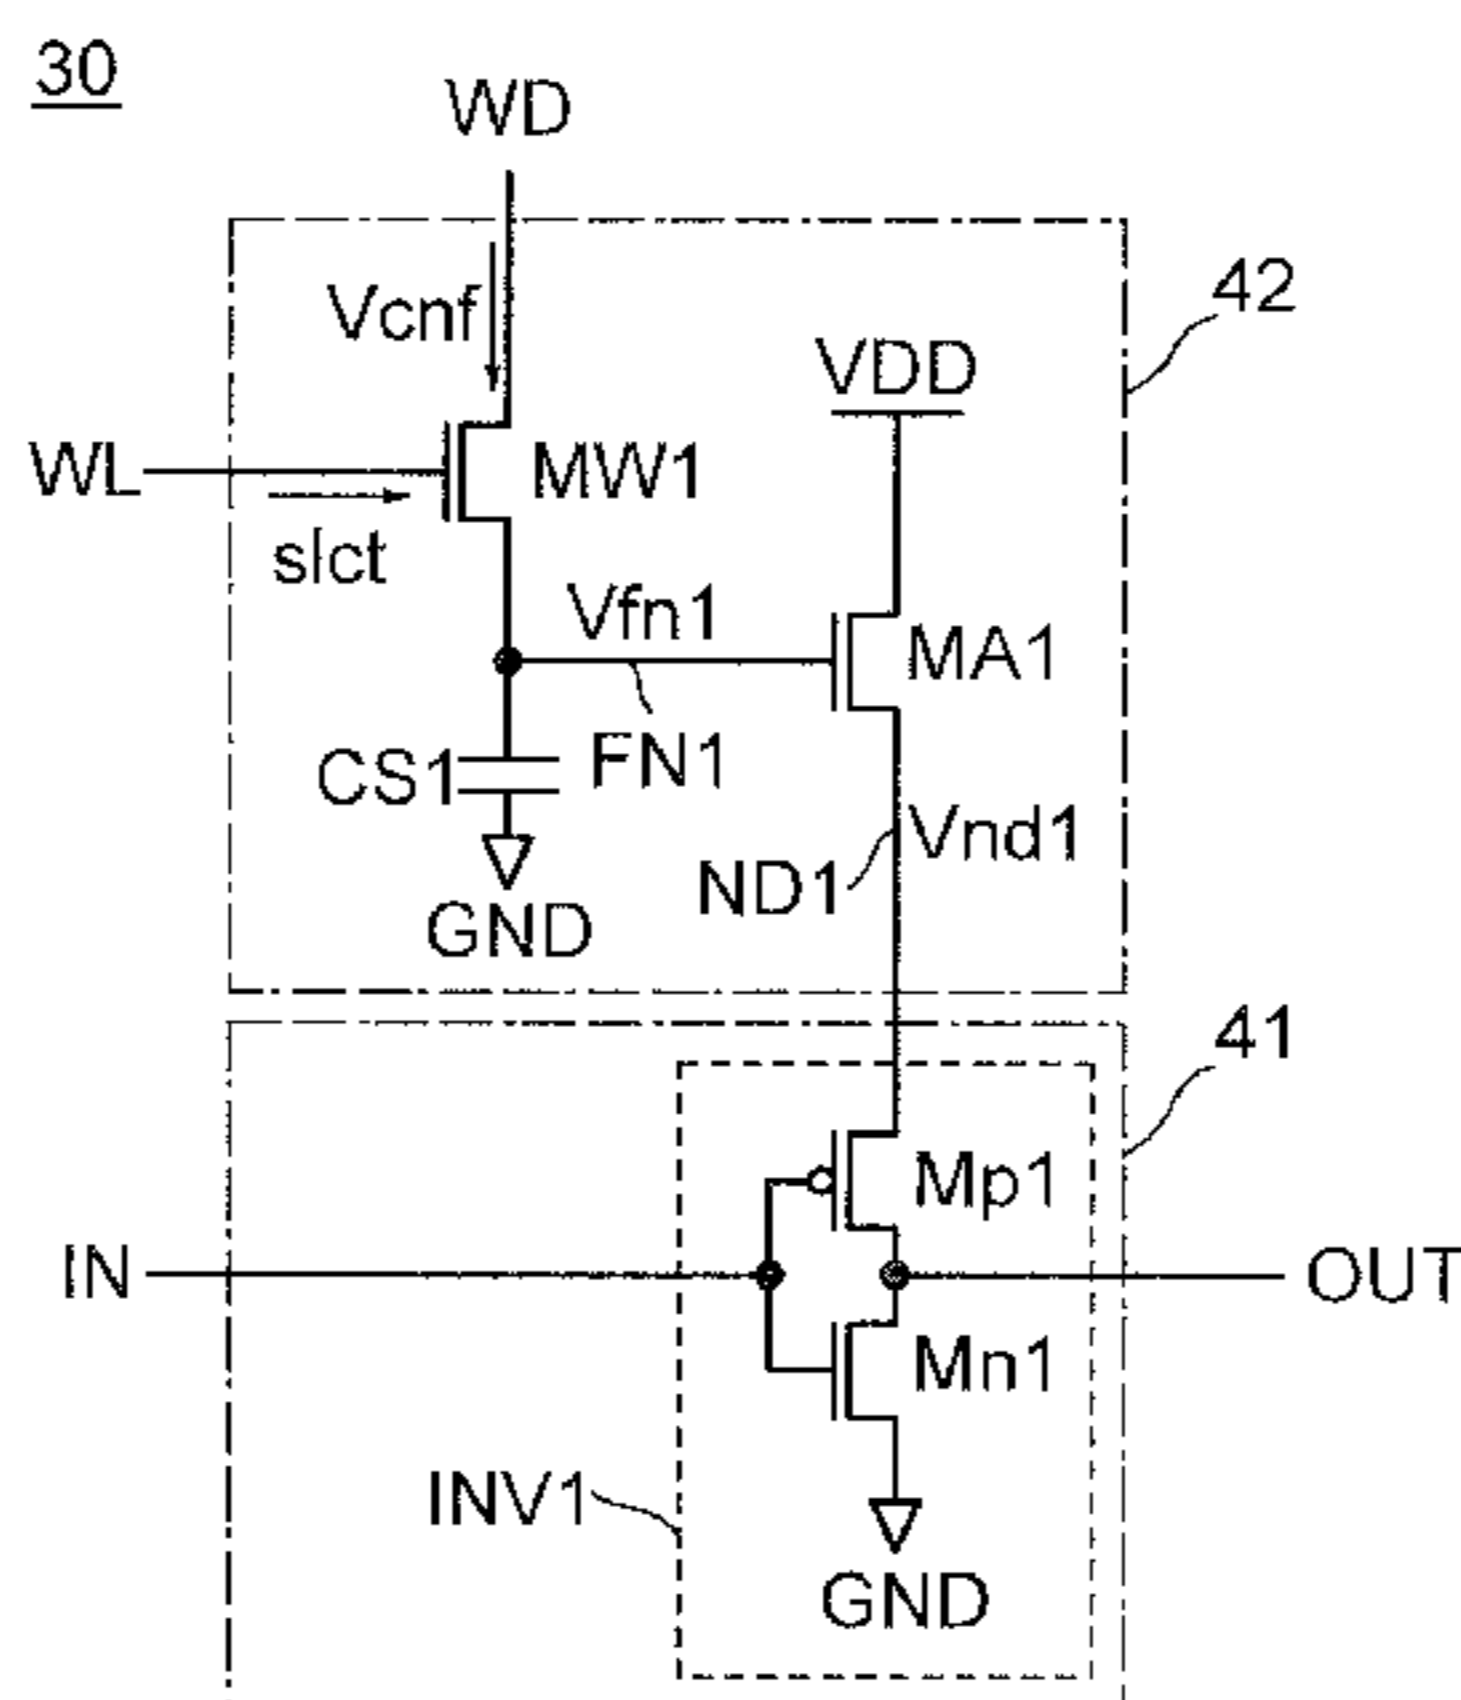 30
WD
42
Vcnf
VDD
WL
MW1
slct
Vfn1
MA1
CS1
FN1
Vnd1
ND1
GND
41
Mp1
IN
OUT
Mn1
INV1
GND